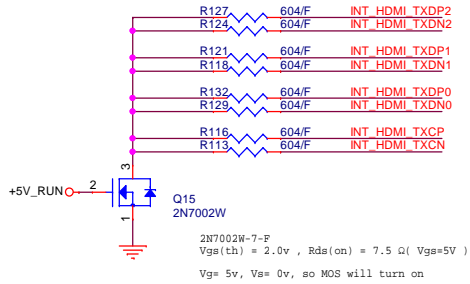 R127 604/F INT_HDMI_TXDP2
R124 604/F INT_HDMI_TXDN2
R121 604/F INT_HDMI_TXDP1
R118 604/F INT_HDMI_TXDN1
R132 604/F INT_HDMI_TXDP0
R129 604/F INT_HDMI_TXDN0
R116 604/F INT_HDMI_TXCP
R113 604/F INT_HDMI_TXCN
3
+5V_RUN 2
Q15
2N7002W
1
2N7002W-7-F
Vgs(th) = 2.0v , Rds(on) = 7.5 Ω( Vgs=5V )
Vg= 5v, Vs= 0v, so MOS will turn on